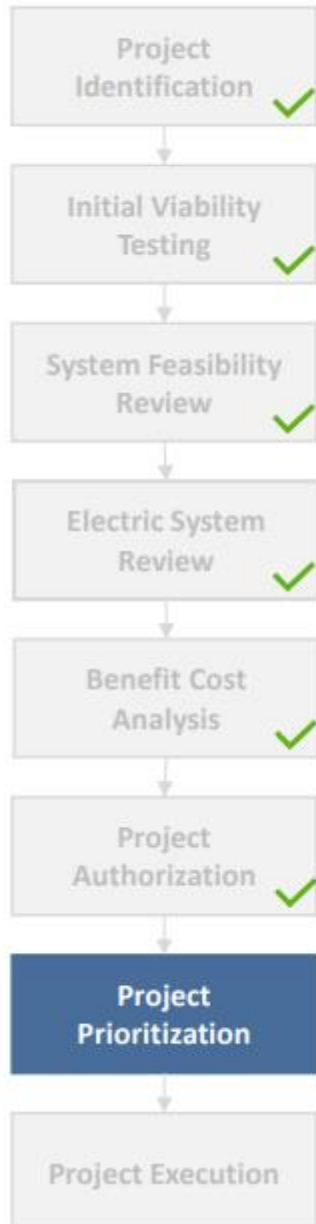 Project
Identification
Initial Viability
Testing
System Feasibility
Review
Electric System
Review
Benefit Cost
Analysis
Project
Authorization
Project
Prioritization
Project Execution